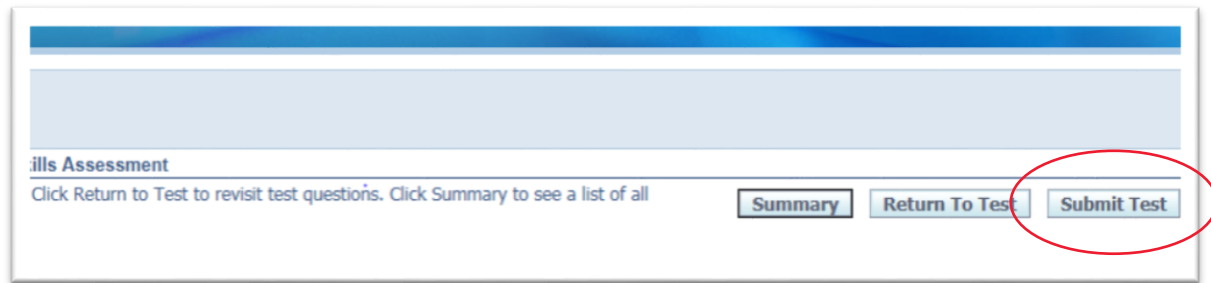 ills Assessment
Click Return to Test to revisit test questions. Click Summary to see a list of all
Summary Return To Test Submit Test